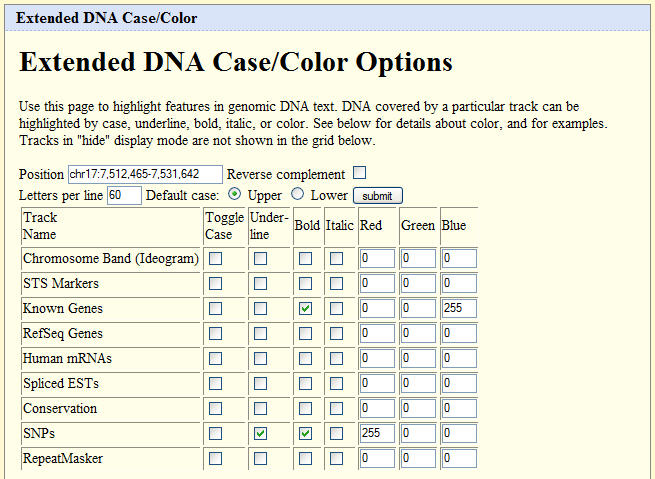 Extended DNA Case/Color
Extended DNA Case/Color Options
Use this page to highlight features in genomic DNA text. DNA covered by a particular track can be
highlighted by case, underline, bold, italic, or color. See below for details about color, and for examples.
Tracks in "hide" display mode are not shown in the grid below.
Position chr17:7,512,465-7,531,642 Reverse complement
Letters per line 60 Default case: Upper Lower submit
Track Name Toggle Case Under-line Bold Italic Red Green Blue
Chromosome Band (Ideogram) 0 0 0
STS Markers 0 0 0
Known Genes 0 0 255
RefSeq Genes 0 0 0
Human mRNAs 0 0 0
Spliced ESTs 0 0 0
Conservation 0 0 0
SNPs 255 0 0
RepeatMasker 0 0 0